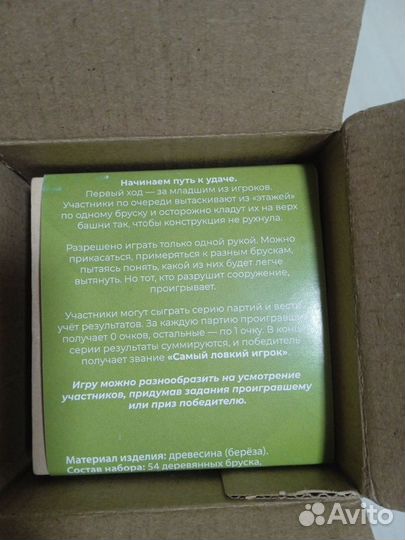 Начинаем путь к удаче.
Первый ход — за младшим из игроков.
Участники по очереди вытаскивают из «этажей»
по одному бруску и осторожно кладут их на верх
башни так, чтобы конструкция не рухнула.
Разрешено играть только одной рукой. Можно
прикасаться, примеряться к разным брускам,
пытаясь понять, какой из них будет легче
вытянуть. Но тот, кто разрушит сооружение,
проигрывает.
Участники могут сыграть серию партий и вести
учёт результатов. За каждую партию проигравший
получает 0 очков, остальные — по 1 очку. В конце
серии результаты суммируются, и победитель
получает звание «Самый ловкий игрок».
Игру можно разнообразить на усмотрение
участников, придумав задания проигравшему
или приз победителю.
Материал изделия: древесина (берёза).
Состав набора: 54 деревянных бруска,
Avito